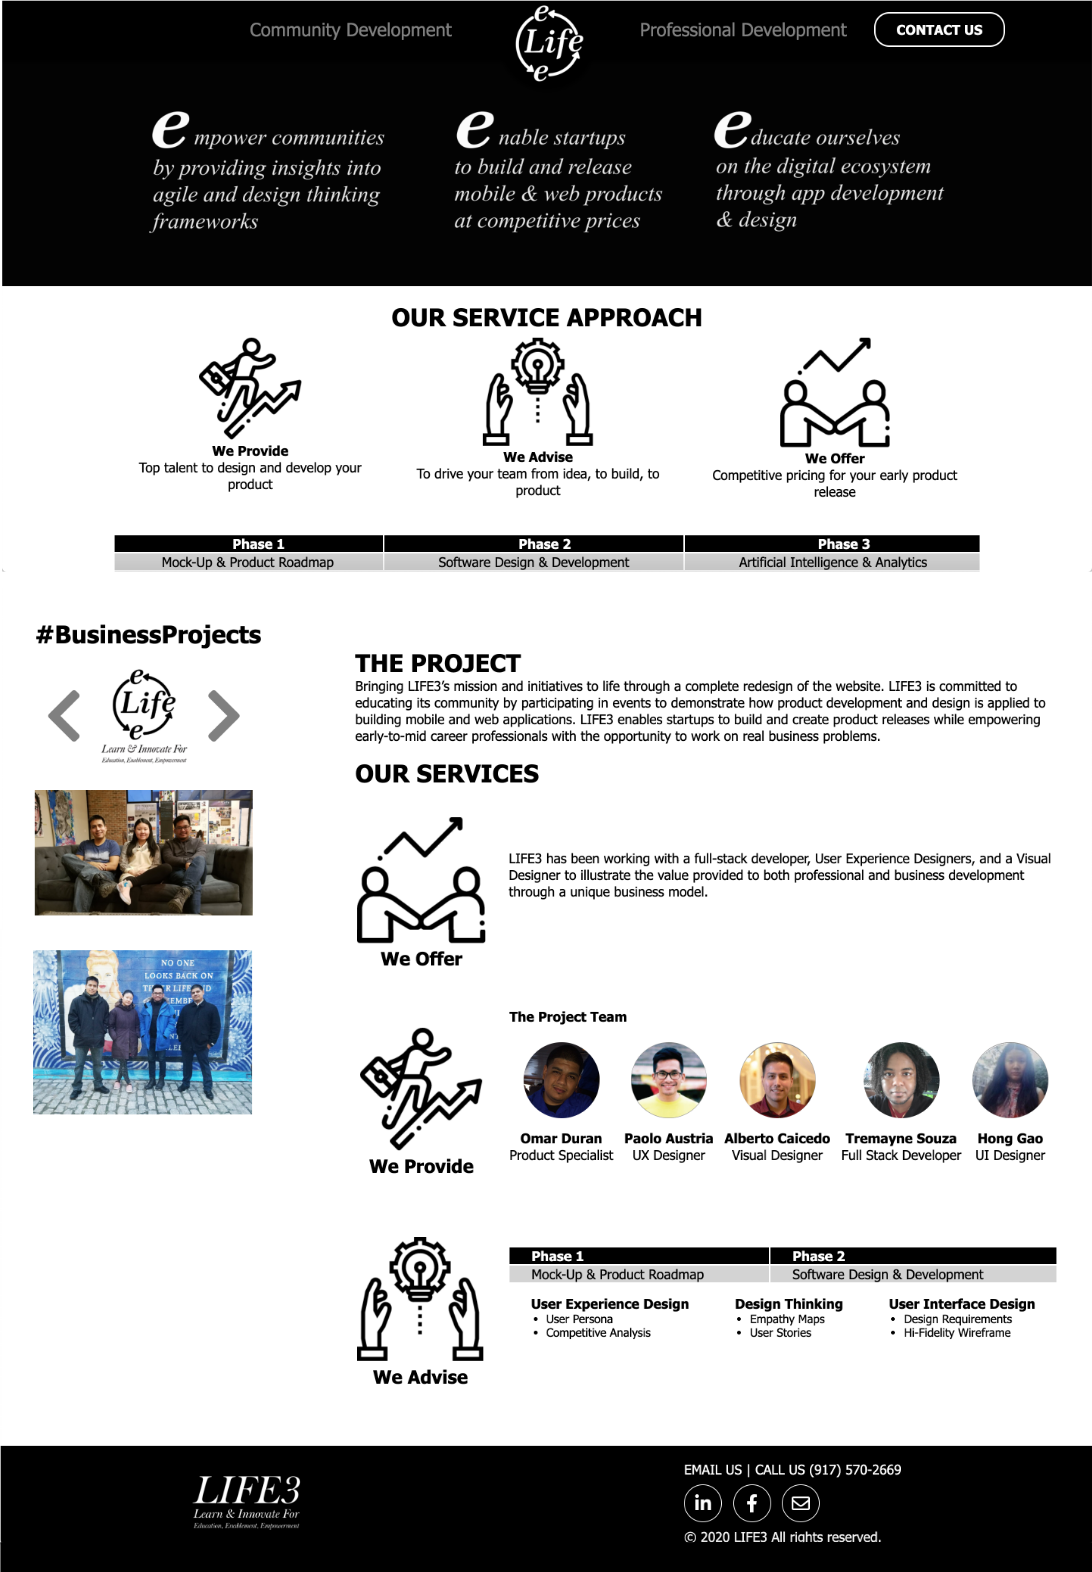 Community Development
e
Life
e
Professional Development
CONTACT US
empower communities
by providing insights into
agile and design thinking
frameworks
enable startups
to build and release
mobile & web products
at competitive prices
educate ourselves
on the digital ecosystem
through app development
& design
OUR SERVICE APPROACH
We Provide
Top talent to design and develop your
product
We Advise
To drive your team from idea, to build, to
product
We Offer
Competitive pricing for your early product
release
Phase 1
Phase 2
Phase 3
Mock-Up & Product Roadmap
Software Design & Development
Artificial Intelligence & Analytics
#BusinessProjects
e
Life
e
Learn & Innovate For
Education, Enablement, Empowerment
NO ONE
LOOKS BACK ON
LIFE AND
THE PROJECT
Bringing LIFE3's mission and initiatives to life through a complete redesign of the website. LIFE3 is committed to
educating its community by participating in events to demonstrate how product development and design is applied to
building mobile and web applications. LIFE3 enables startups to build and create product releases while empowering
early-to-mid career professionals with the opportunity to work on real business problems.
OUR SERVICES
LIFE3 has been working with a full-stack developer, User Experience Designers, and a Visual
Designer to illustrate the value provided to both professional and business development
through a unique business model.
We Offer
The Project Team
Omar Duran
Product Specialist
Paolo Austria
UX Designer
Alberto Caicedo
Visual Designer
Tremayne Souza
Full Stack Developer
Hong Gao
UI Designer
We Provide
Phase 1
Phase 2
Mock-Up & Product Roadmap
Software Design & Development
User Experience Design
• User Persona
• Competitive Analysis
Design Thinking
• Empathy Maps
• User Stories
User Interface Design
• Design Requirements
• Hi-Fidelity Wireframe
We Advise
LIFE3
Learn & Innovate For
Education, Enablement, Empowerment
EMAIL US | CALL US (917) 570-2669
in
f
© 2020 LIFE3 All rights reserved.